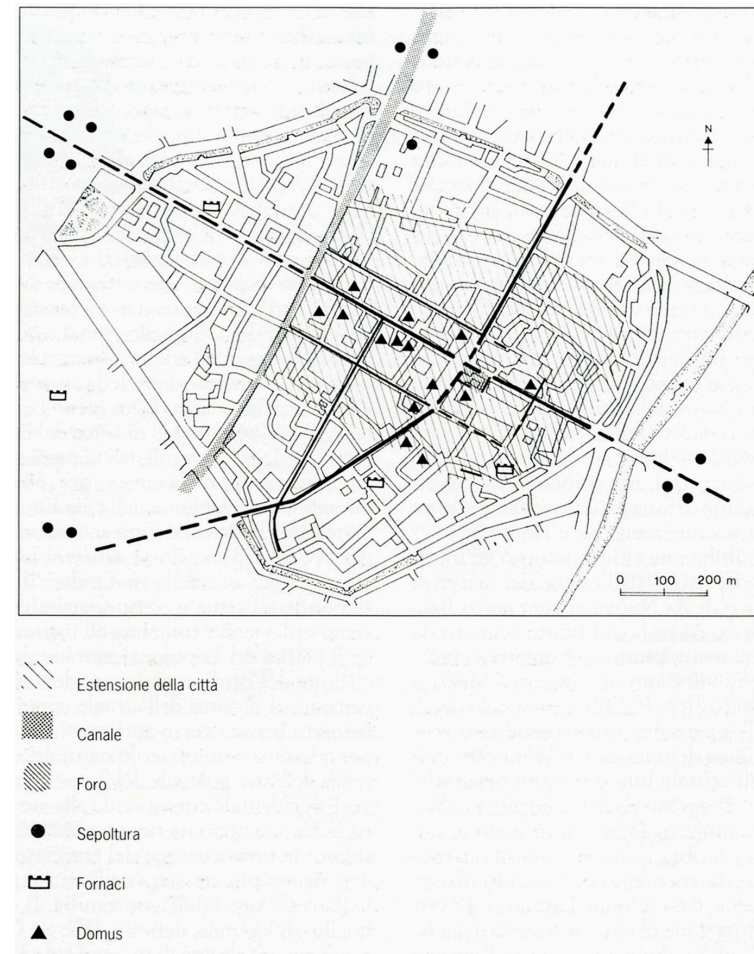 N
0 100 200 m
Estensione della città
Canale
Foro
Sepoltura
Fornaci
Domus